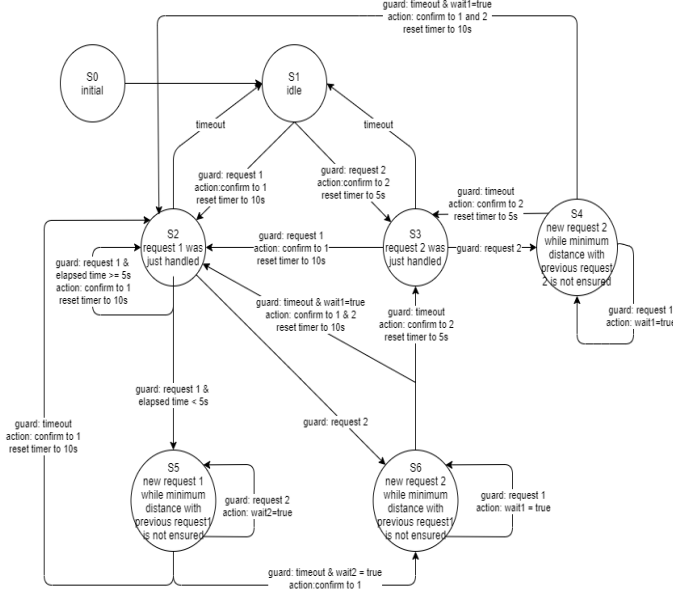 guard: timeout & wait1=true
action: confirm to 1 and 2
reset timer to 10s
S0
initial
S1
idle
timeout
timeout
guard: request 1
action:confirm to 1
reset timer to 10s
guard: request 2
action:confirm to 2
reset timer to 5s
guard: timeout
action: confirm to 2
reset timer to 5s
S2
request 1 was
just handled
guard: request 1
action: confirm to 1
reset timer to 10s
S3
request 2 was
just handled
guard: request 2
S4
new request 2
while minimum
distance with
previous request
2 is not ensured
guard: request 1 &
elapsed time >= 5s
action: confirm to 1
reset timer to 10s
guard: timeout & wait1=true
action: confirm to 1 & 2
reset timer to 10s
guard: timeout
action: confirm to 2
reset timer to 5s
guard: request 1
action: wait1=true
guard: request 1 &
elapsed time < 5s
guard: timeout
action: confirm to 1
reset timer to 10s
guard: request 2
S5
new request 1
while minimum
distance with
previous request1
is not ensured
guard: request 2
action: wait2=true
S6
new request 2
while minimum
distance with
previous request1
is not ensured
guard: request 1
action: wait1 = true
guard: timeout & wait2 = true
action:confirm to 1